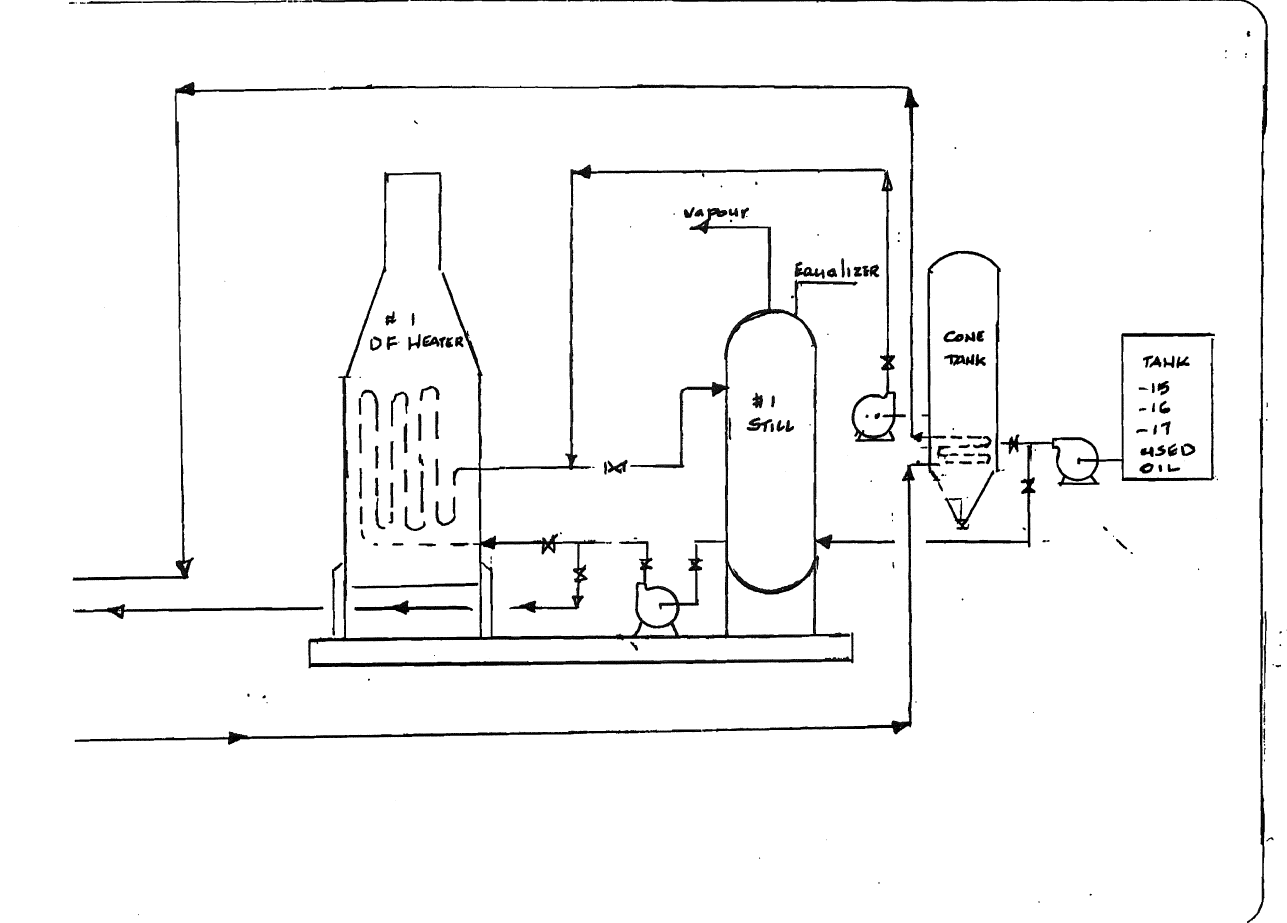 Vapour
EQUALIZER
# 1
DF HEATER
CONE
TANK
TANK
-15
-16
-17
USED
OIL
#1
STILL